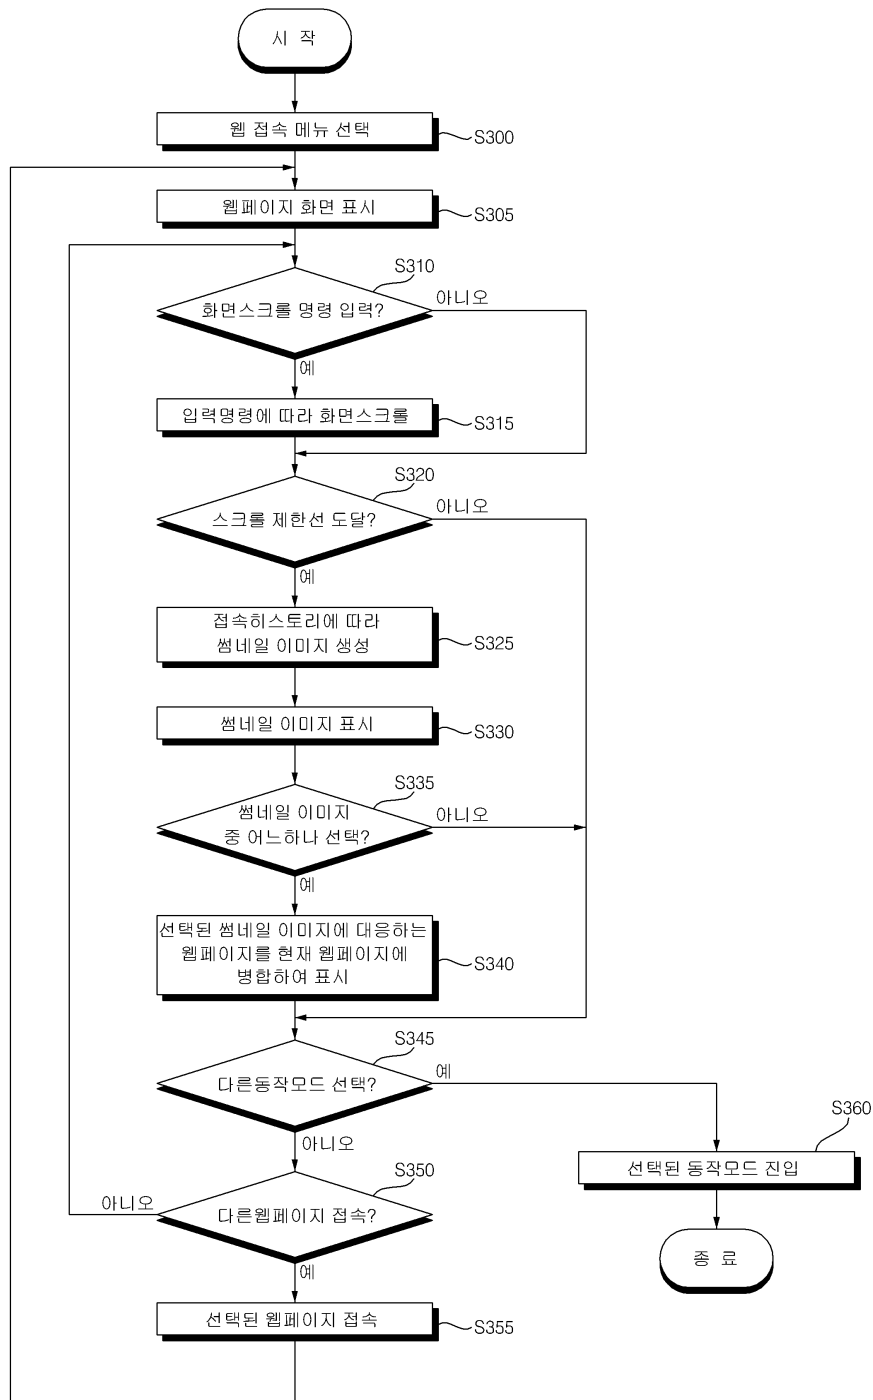 시 작
웹 접속 메뉴 선택
S300
웹페이지 화면 표시
S305
S310
화면스크롤 명령 입력?
아니오
예
입력명령에 따라 화면스크롤
S315
S320
스크롤 제한선 도달?
아니오
예
접속히스토리에 따라
썸네일 이미지 생성
S325
썸네일 이미지 표시
S330
S335
썸네일 이미지
중 어느하나 선택?
아니오
예
선택된 썸네일 이미지에 대응하는
웹페이지를 현재 웹페이지에
병합하여 표시
S340
S345
다른동작모드 선택?
예
아니오
S360
선택된 동작모드 진입
S350
다른웹페이지 접속?
아니오
예
종 료
선택된 웹페이지 접속
S355